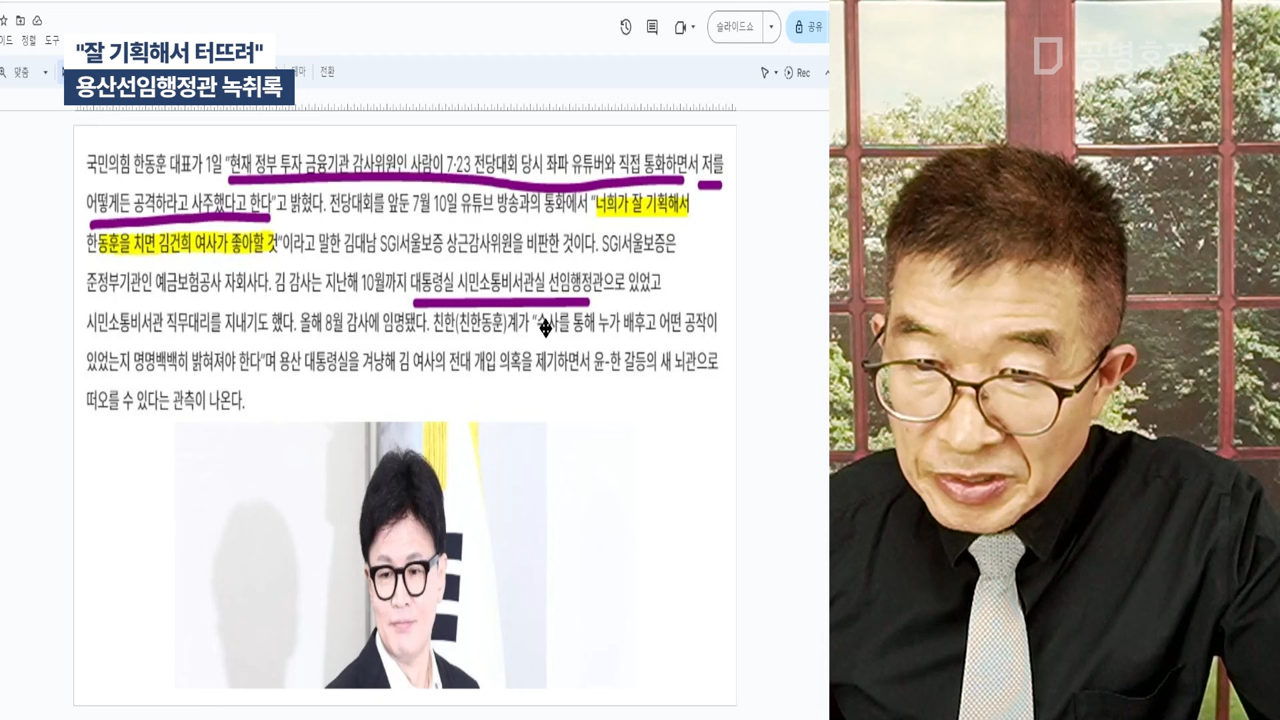 이드 정렬 도구
슬라이드쇼
공유
"잘 기획해서 터뜨려"
용산선임행정관 녹취록
맞춤
테마
전환
Rec
공병호
국민의힘 한동훈 대표가 1일 "현재 정부 투자 금융기관 감사위원인 사람이 7·23 전당대회 당시 좌파 유튜버와 직접 통화하면서 저를
어떻게든 공격하라고 사주했다고 한다"고 밝혔다. 전당대회를 앞둔 7월 10일 유튜브 방송과의 통화에서 "너희가 잘 기획해서
한동훈을 치면 김건희 여사가 좋아할 것"이라고 말한 김대남 SGI서울보증 상근감사위원을 비판한 것이다. SGI서울보증은
준정부기관인 예금보험공사 자회사다. 김 감사는 지난해 10월까지 대통령실 시민소통비서관실 선임행정관으로 있었고
시민소통비서관 직무대리를 지내기도 했다. 올해 8월 감사에 임명됐다. 친한(친한동훈)계가 "수사를 통해 누가 배후고 어떤 공작이
있었는지 명명백백히 밝혀져야 한다"며 용산 대통령실을 겨냥해 김 여사의 전대 개입 의혹을 제기하면서 윤-한 갈등의 새 뇌관으로
떠오를 수 있다는 관측이 나온다.